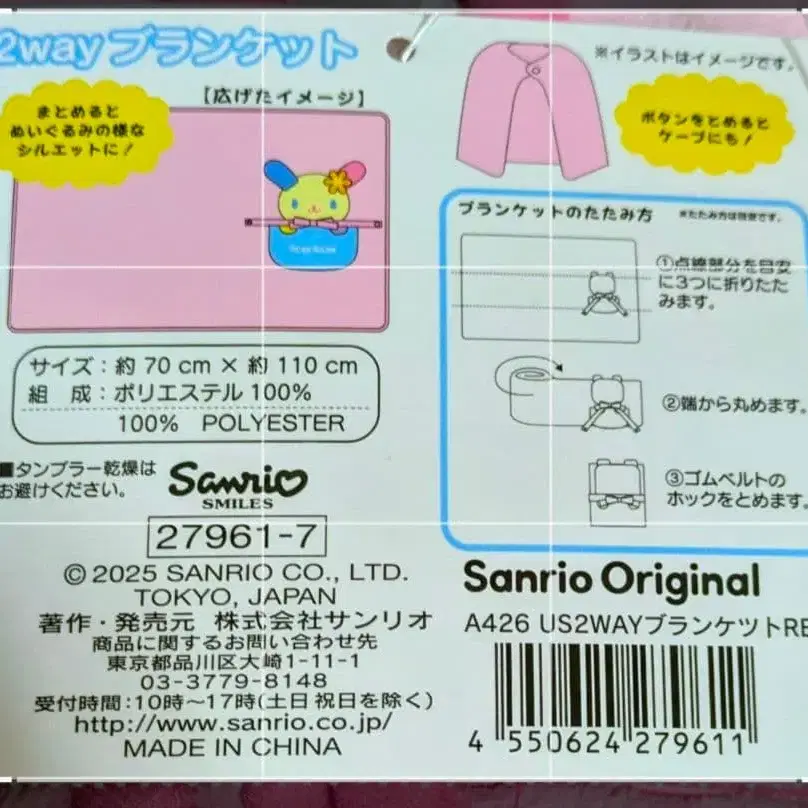 2wayブランケット
※イラストはイメージです。
【広げたイメージ】
まとめると
ぬいぐるみの様な
シルエットに!
ボタンをとめると
ケープにも!
ブランケットのたたみ方
①点線部分を目安
に3つに折りたた
みます。
②端から丸めます。
③ゴムベルトの
ホックをとめます。
サイズ:約 70 cm × 約 110 cm
組 成:ポリエステル 100%
100% POLYESTER
■タンブラー乾燥は
お避けください。
Sanrio
SMILES
27961-7
© 2025 SANRIO CO., LTD.
TOKYO, JAPAN
著作・発売元 株式会社サンリオ
商品に関するお問い合わせ先
東京都品川区大崎1-11-1
03-3779-8148
受付時間:10時〜17時(土日祝日を除く)
http://www.sanrio.co.jp/
MADE IN CHINA
Sanrio Original
A426 US2WAYブランケットRE
4 550624 279611